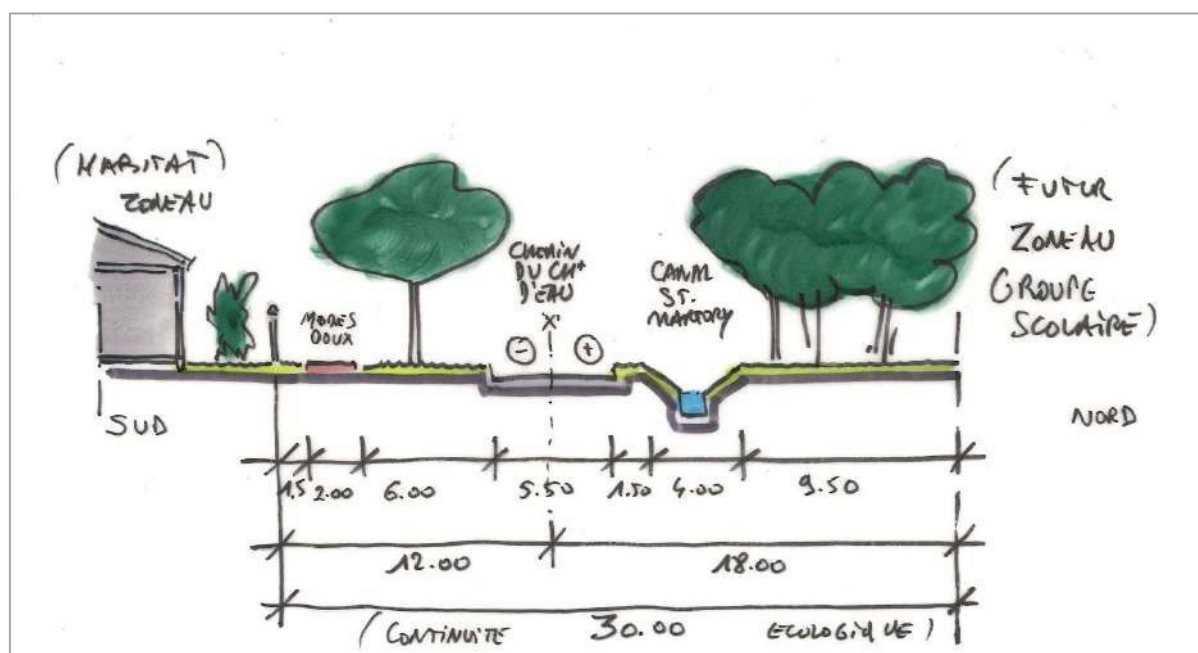 (HABITAT)
ZONE AU
MODES
DOUX
CHEMIN
DU CH+
D'EAU
X'
- +
CANAL
ST.
MARTORY
(FUTUR
ZONE AU
GROUPE
SCOLAIRE)
SUD
NORD
1.5 2.00 6.00 5.50 1.50 4.00 9.50
12.00 18.00
(CONTINUITE 30.00 ECOLOGIQUE)